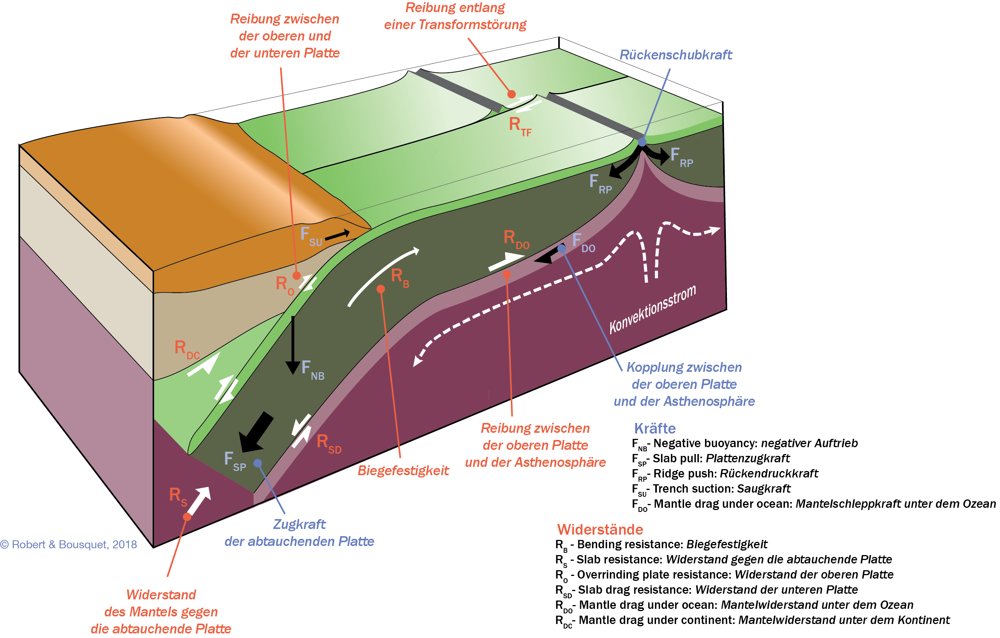 Reibung entlang
einer Transformstörung
Reibung zwischen
der oberen und
der unteren Platte
Rückenschubkraft
R_TF
F_RP
F_RP
F_SU
R_DO
F_DO
R_O
R_B
Konvektionsstrom
R_DC
F_NB
R_SD
F_SP
R_S
Kopplung zwischen
der oberen Platte
und der Asthenosphäre
Reibung zwischen
der oberen Platte
und der Asthenosphäre
Biegefestigkeit
Zugkraft
der abtauchenden Platte
© Robert & Bousquet, 2018
Widerstand
des Mantels gegen
die abtauchende Platte
Kräfte
F_NB- Negative buoyancy: negativer Auftrieb
F_SP- Slab pull: Plattenzugkraft
F_RP- Ridge push: Rückendruckkraft
F_SU- Trench suction: Saugkraft
F_DO- Mantle drag under ocean: Mantelschleppkraft unter dem Ozean
Widerstände
R_B - Bending resistance: Biegefestigkeit
R_S - Slab resistance: Widerstand gegen die abtauchende Platte
R_O - Overrinding plate resistance: Widerstand der oberen Platte
R_SD- Slab drag resistance: Widerstand der unteren Platte
R_DO- Mantle drag under ocean: Mantelwiderstand unter dem Ozean
R_DC- Mantle drag under continent: Mantelwiderstand unter dem Kontinent